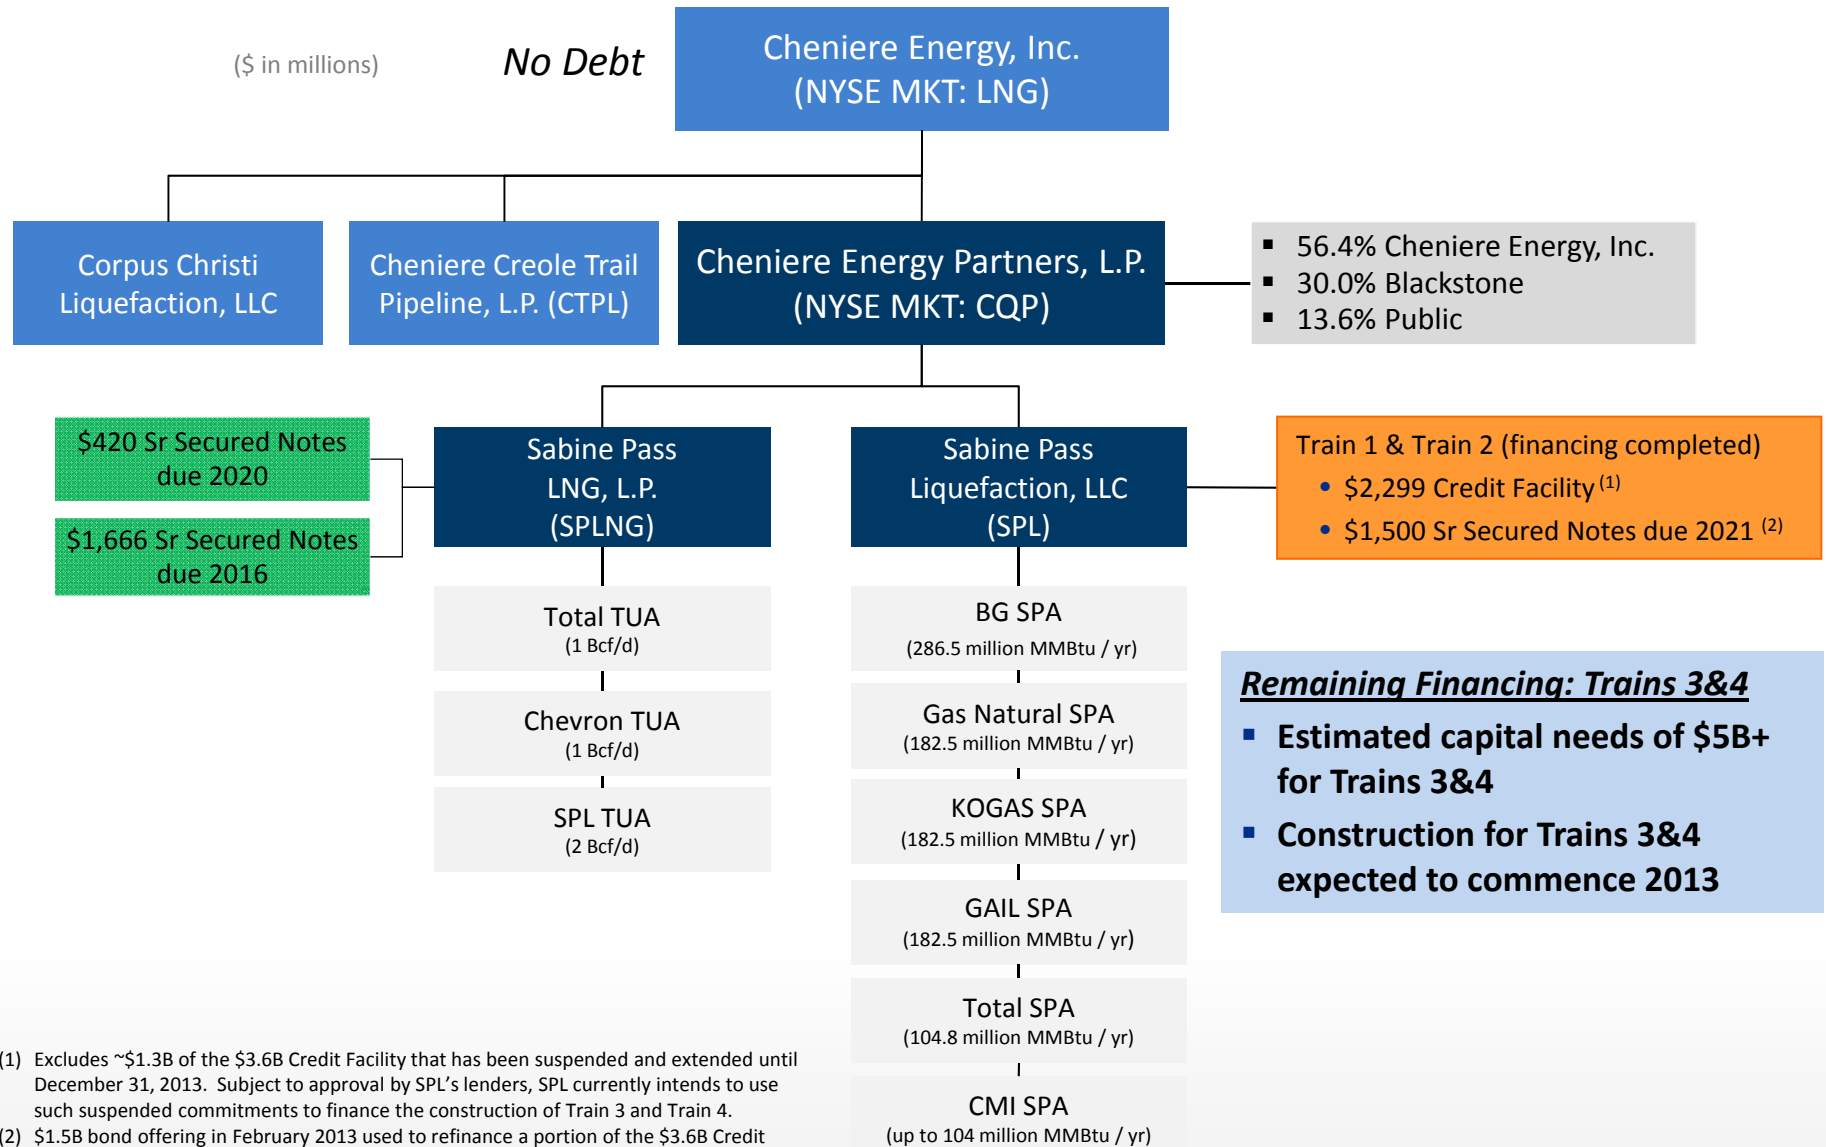 ($ in millions)
No Debt
Cheniere Energy, Inc.
(NYSE MKT: LNG)
Corpus Christi
Liquefaction, LLC
Cheniere Creole Trail
Pipeline, L.P. (CTPL)
Cheniere Energy Partners, L.P.
(NYSE MKT: CQP)
▪ 56.4% Cheniere Energy, Inc.
▪ 30.0% Blackstone
▪ 13.6% Public
$420 Sr Secured Notes
due 2020
$1,666 Sr Secured Notes
due 2016
Sabine Pass
LNG, L.P.
(SPLNG)
Sabine Pass
Liquefaction, LLC
(SPL)
Train 1 & Train 2 (financing completed)
• $2,299 Credit Facility (1)
• $1,500 Sr Secured Notes due 2021 (2)
Total TUA
(1 Bcf/d)
Chevron TUA
(1 Bcf/d)
SPL TUA
(2 Bcf/d)
BG SPA
(286.5 million MMBtu / yr)
Gas Natural SPA
(182.5 million MMBtu / yr)
KOGAS SPA
(182.5 million MMBtu / yr)
GAIL SPA
(182.5 million MMBtu / yr)
Total SPA
(104.8 million MMBtu / yr)
CMI SPA
(up to 104 million MMBtu / yr)
Remaining Financing: Trains 3&4
▪ Estimated capital needs of $5B+
for Trains 3&4
▪ Construction for Trains 3&4
expected to commence 2013
(1) Excludes ~$1.3B of the $3.6B Credit Facility that has been suspended and extended until
December 31, 2013. Subject to approval by SPL's lenders, SPL currently intends to use
such suspended commitments to finance the construction of Train 3 and Train 4.
(2) $1.5B bond offering in February 2013 used to refinance a portion of the $3.6B Credit